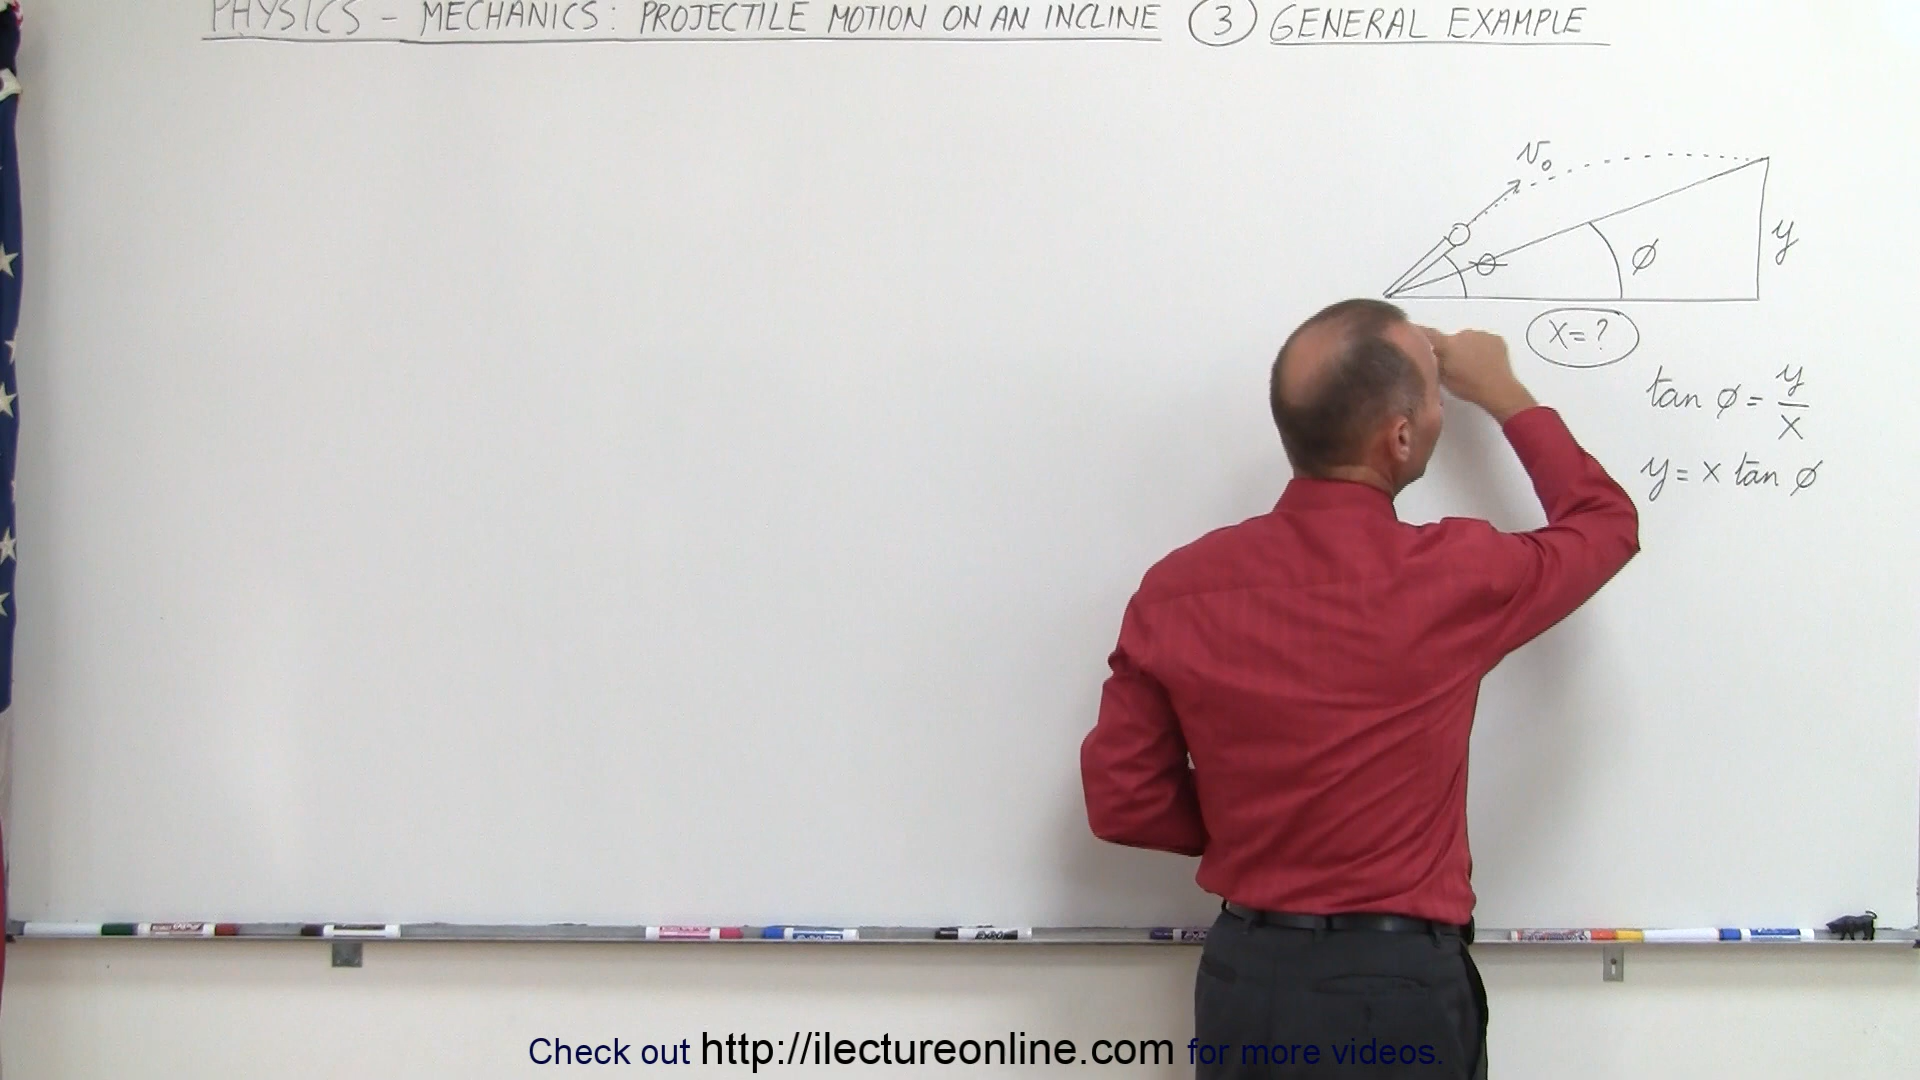 PHYSICS - MECHANICS: PROJECTILE MOTION ON AN INCLINE 3 GENERAL EXAMPLE
v₀
y
θ
φ
x = ?
tan φ = y/x
y = x tan φ
EXPO
Check out http://ilectureonline.com for more videos.